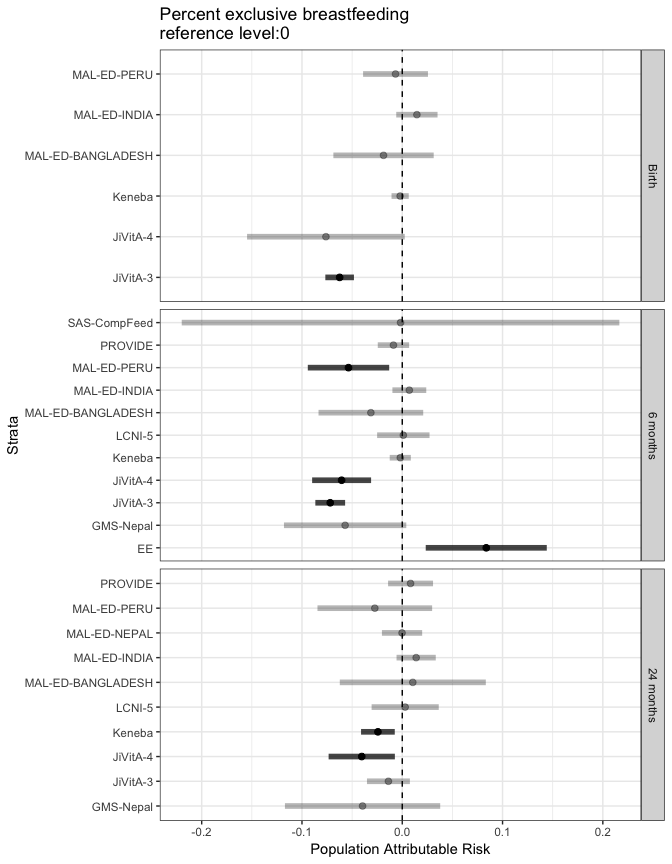 Percent exclusive breastfeeding
reference level:0
MAL-ED-PERU
MAL-ED-INDIA
MAL-ED-BANGLADESH
Keneba
JiVitA-4
JiVitA-3
Birth
SAS-CompFeed
PROVIDE
MAL-ED-PERU
MAL-ED-INDIA
MAL-ED-BANGLADESH
LCNI-5
Keneba
JiVitA-4
JiVitA-3
GMS-Nepal
EE
6 months
PROVIDE
MAL-ED-PERU
MAL-ED-NEPAL
MAL-ED-INDIA
MAL-ED-BANGLADESH
LCNI-5
Keneba
JiVitA-4
JiVitA-3
GMS-Nepal
24 months
Strata
-0.2 -0.1 0.0 0.1 0.2
Population Attributable Risk